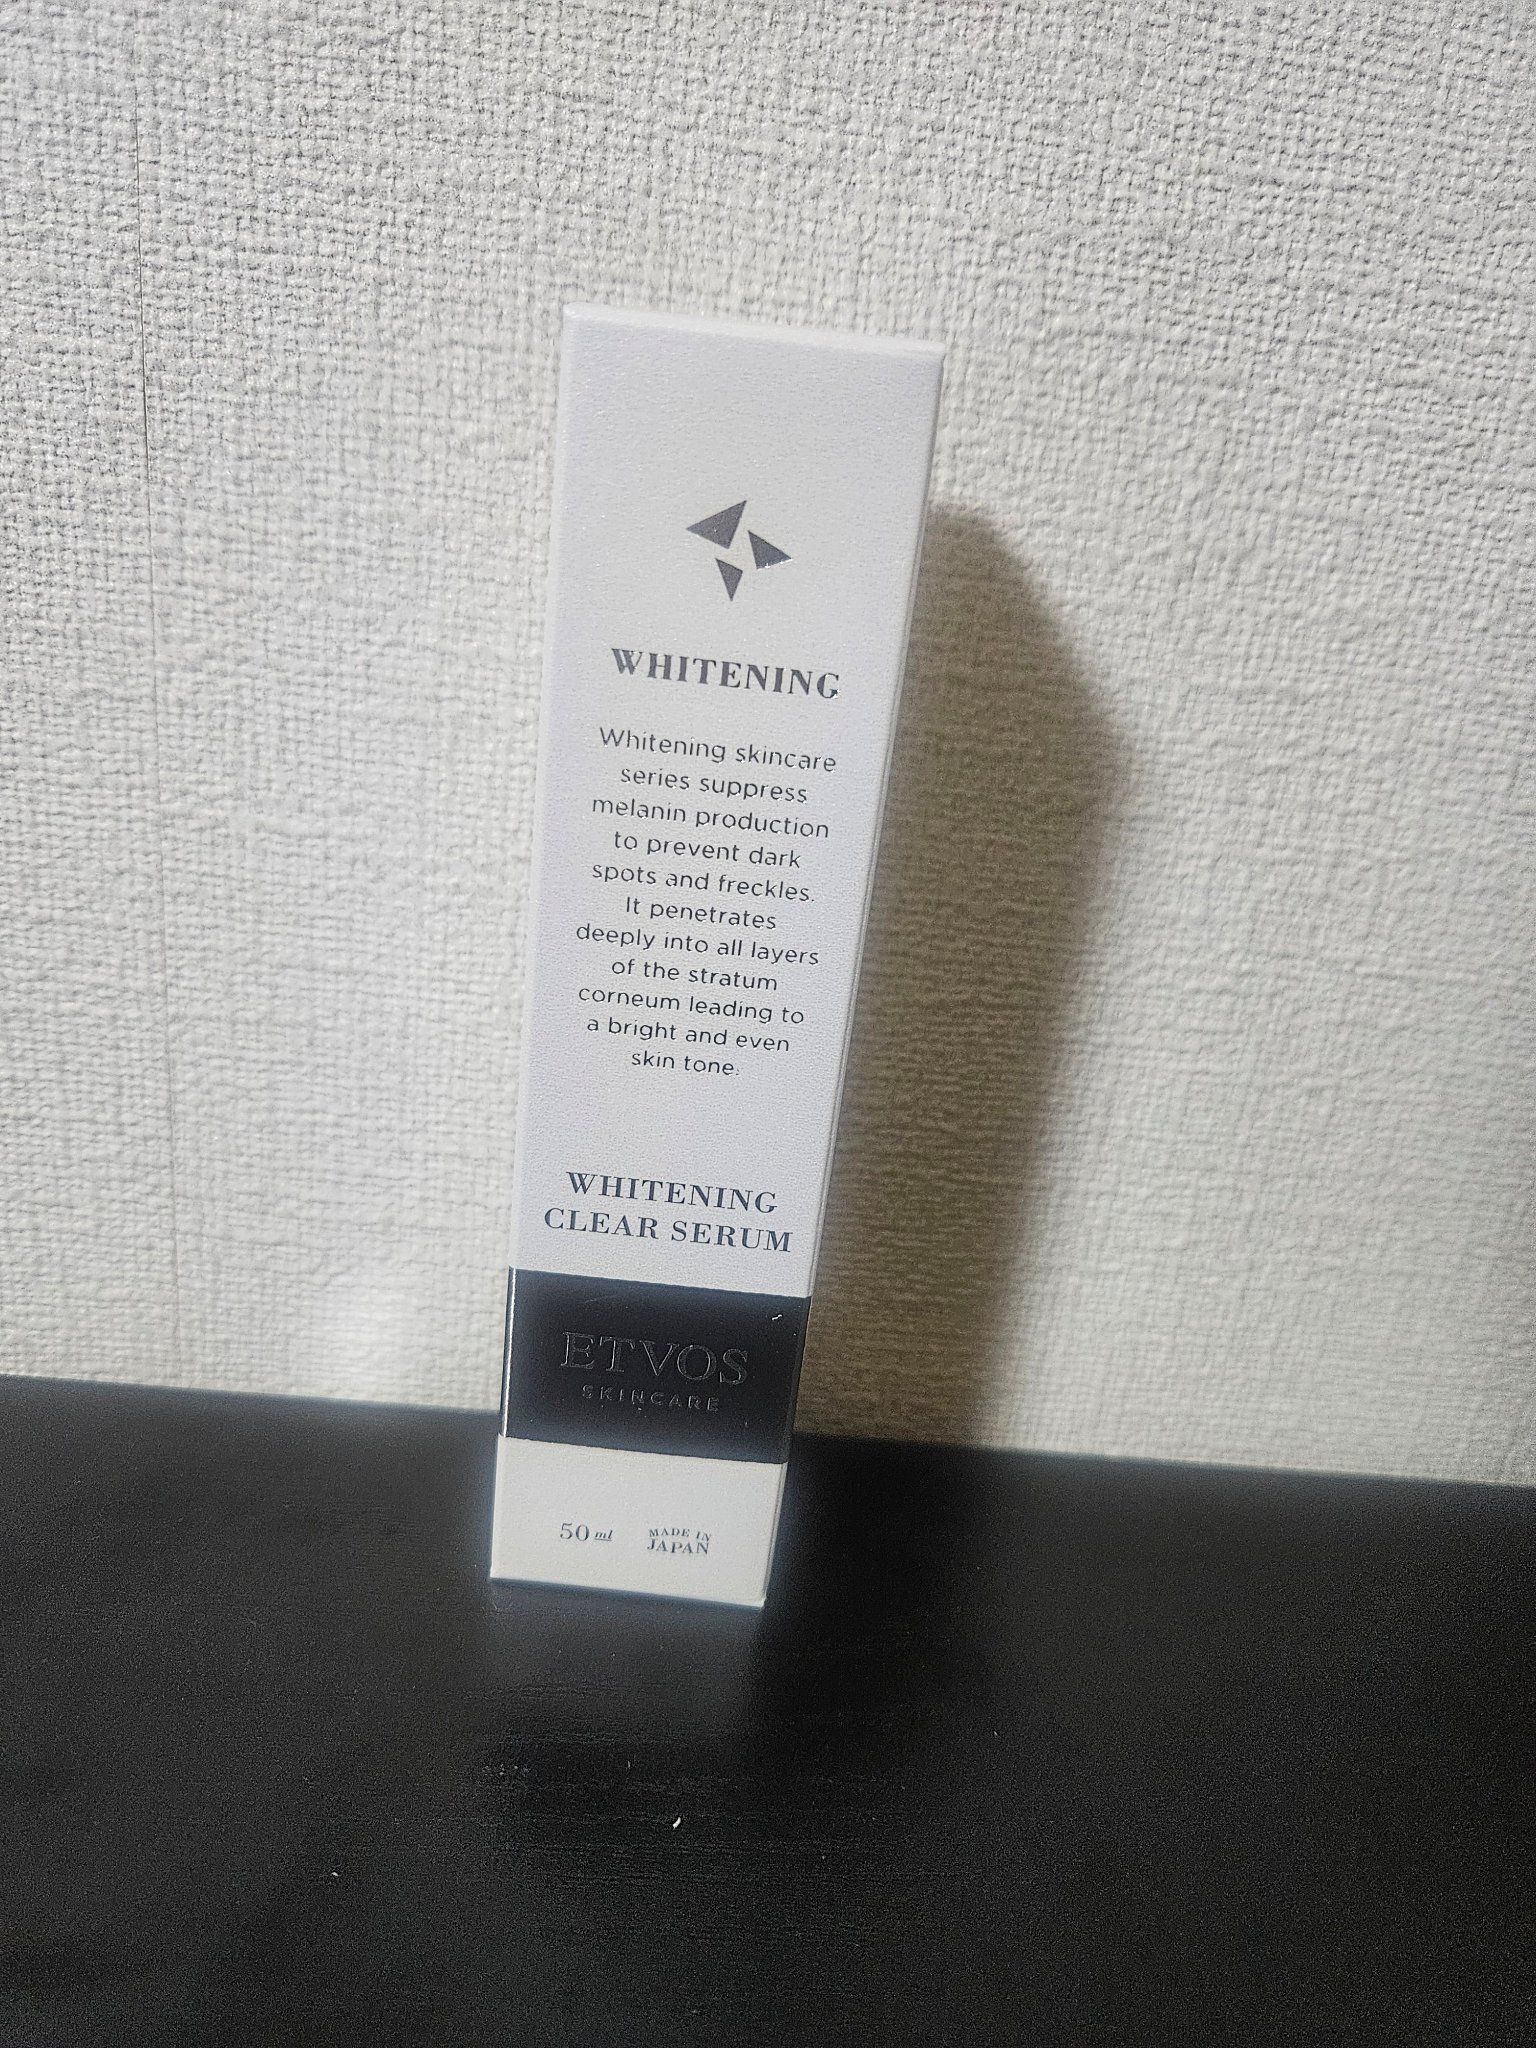 WHITENING
Whitening skincare
series suppress
melanin production
to prevent dark
spots and freckles.
It penetrates
deeply into all layers
of the stratum
corneum leading to
a bright and even
skin tone.
WHITENING
CLEAR SERUM
ETVOS
SKINCARE
50 ml
MADE IN
JAPAN